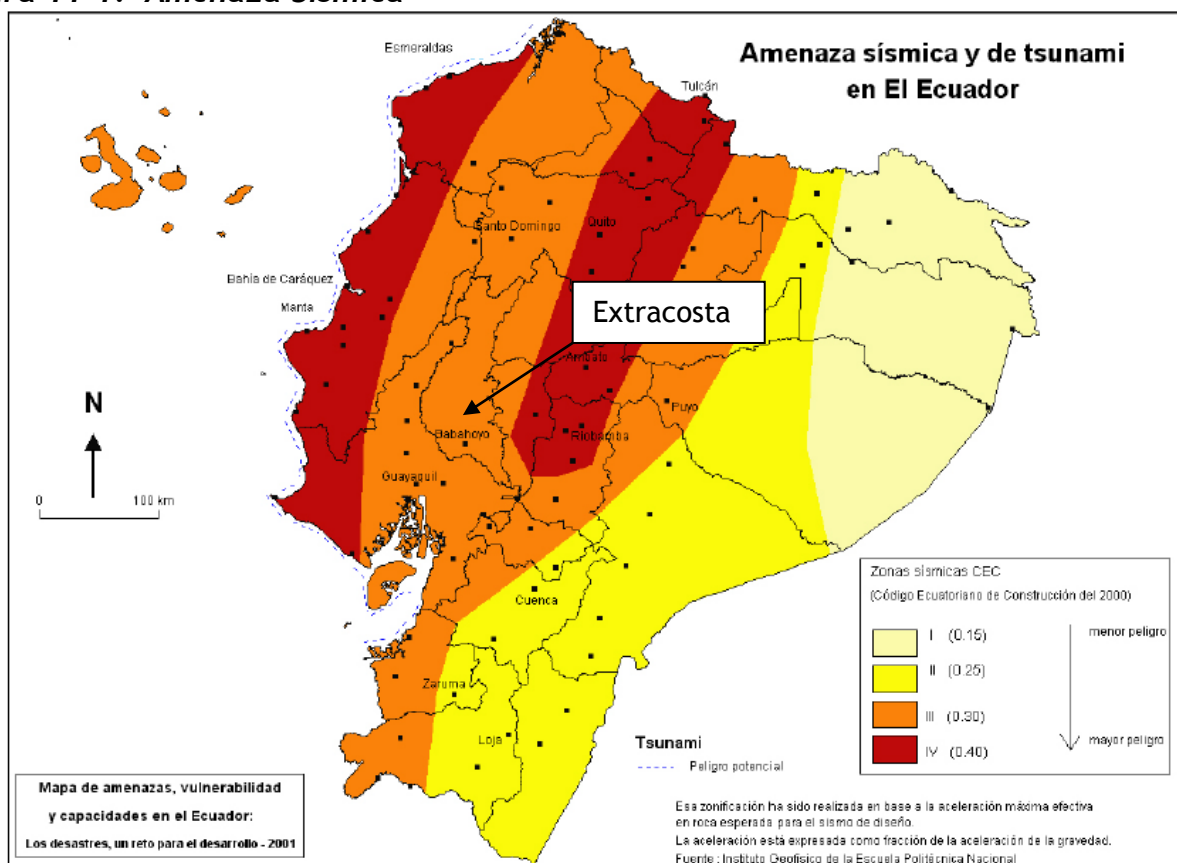 Amenaza sísmica y de tsunami
en El Ecuador
Esmeraldas
Tulcán
Santo Domingo
Quito
Bahía de Caráquez
Manta
Extracosta
Ambato
Puyo
Babahoyo
Riobamba
Guayaquil
N
0 100 km
Cuenca
Zaruma
Loja
Zonas sísmicas CEC
(Código Ecuatoriano de Construcción del 2000)
I (0.15)
II (0.25)
III (0.30)
IV (0.40)
menor peligro
mayor peligro
Tsunami
Peligro potencial
Mapa de amenazas, vulnerabilidad
y capacidades en el Ecuador:
Los desastres, un reto para el desarrollo - 2001
Esa zonificación ha sido realizada en base a la aceleración máxima efectiva
en roca esperada para el sismo de diseño.
La aceleración está expresada como fracción de la aceleración de la gravedad.
Fuente : Instituto Geofísico de la Escuela Politécnica Nacional